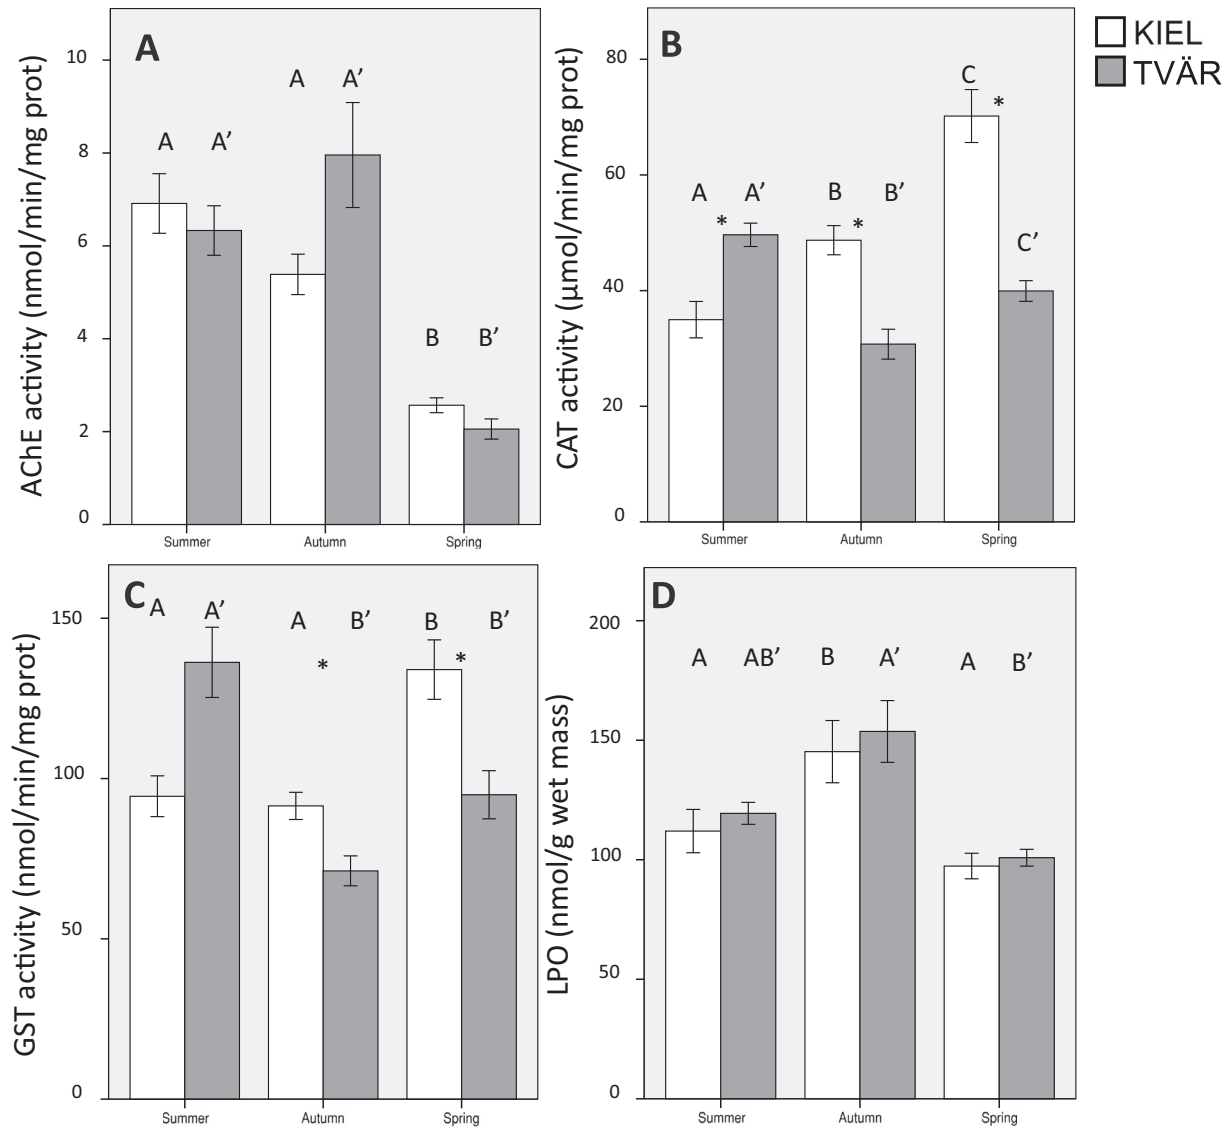 KIEL
TVÄR
A
AChE activity (nmol/min/mg prot)
10
8
6
4
2
0
A A’
A A’
B B’
Summer Autumn Spring
B
CAT activity (µmol/min/mg prot)
80
60
40
20
0
A * A’
B * B’
C * C’
Summer Autumn Spring
C
GST activity (nmol/min/mg prot)
150
100
50
0
A A’
A * B’
B * B’
Summer Autumn Spring
D
LPO (nmol/g wet mass)
200
150
100
50
0
A AB’
B A’
A B’
Summer Autumn Spring